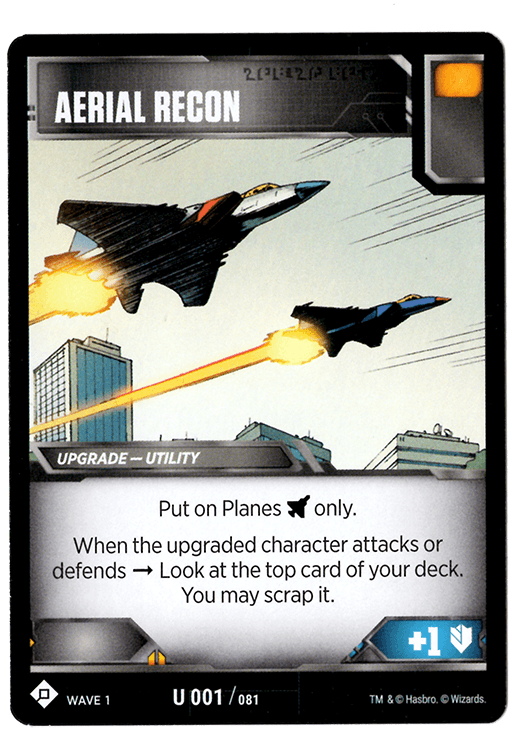 AERIAL RECON
UPGRADE — UTILITY
Put on Planes only.
When the upgraded character attacks or
defends → Look at the top card of your deck.
You may scrap it.
+1
WAVE 1
U 001 / 081
TM & © Hasbro. © Wizards.